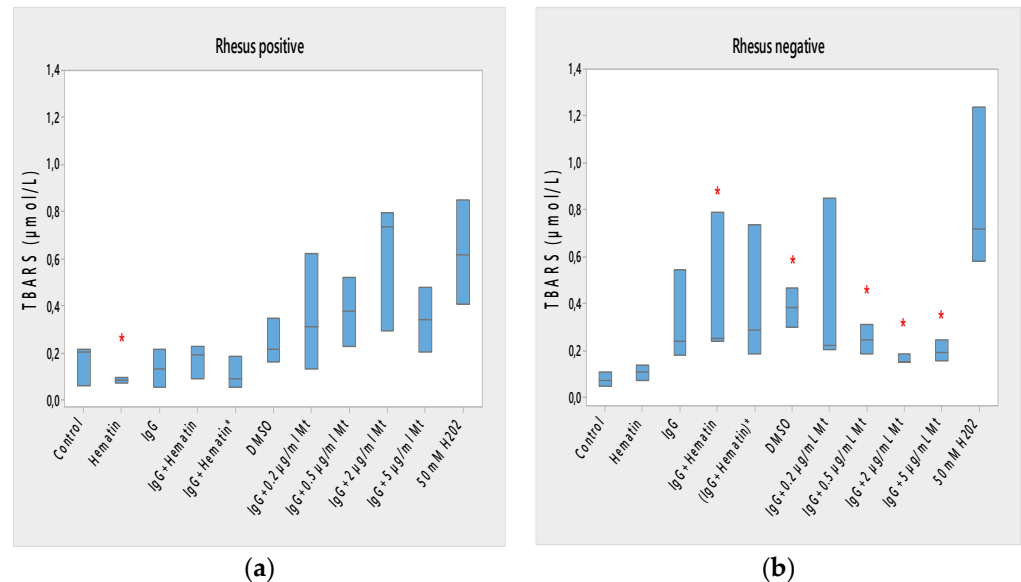 Rhesus positive
TBARS (µmol/L)
1,4
1,2
1,0
0,8
0,6
0,4
0,2
0,0
*
Control
Hematin
IgG
IgG+Hematin
IgG+Hematin*
DMSO
IgG+0.2 µg/ml Mt
IgG+0.5 µg/ml Mt
IgG+2 µg/ml Mt
IgG+5 µg/ml Mt
50 mM H202
(a)
Rhesus negative
TBARS (µmol/L)
1,4
1,2
1,0
0,8
0,6
0,4
0,2
0,0
*
*
*
*
*
Control
Hematin
IgG
IgG+Hematin
(IgG+Hematin)*
DMSO
IgG+0.2 µg/mL Mt
IgG+0.5 µg/mL Mt
IgG+2 µg/mL Mt
IgG+5 µg/mL Mt
50 mM H202
(b)